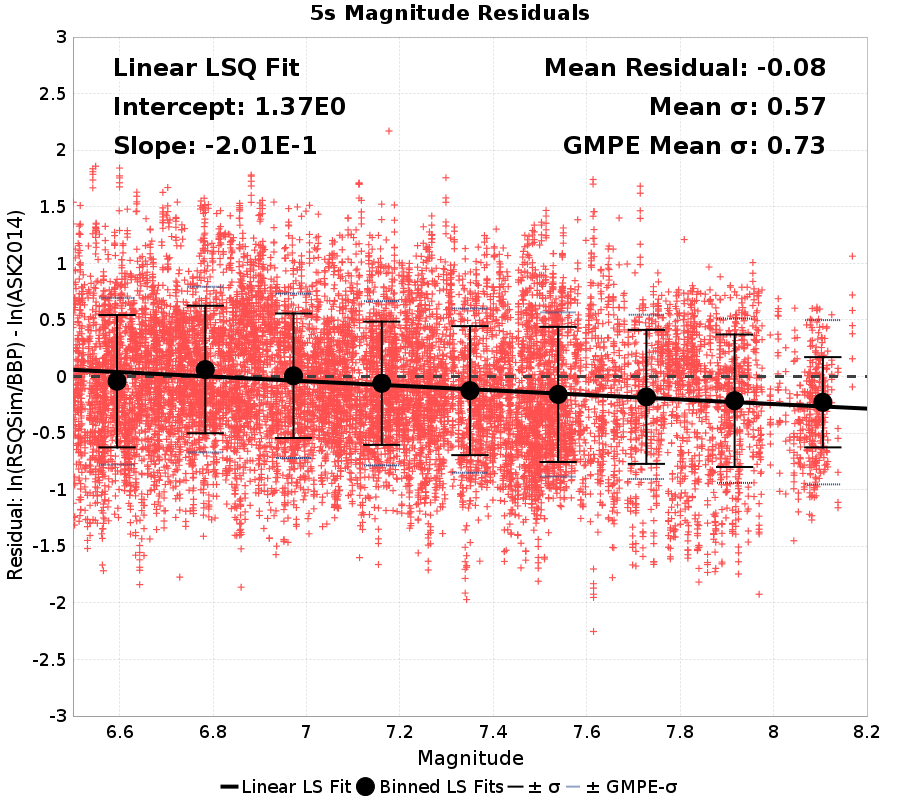 5s Magnitude Residuals
Linear LSQ Fit
Intercept: 1.37E0
Slope: -2.01E-1
Mean Residual: -0.08
Mean σ: 0.57
GMPE Mean σ: 0.73
Residual: ln(RSQSim/BBP) - ln(ASK2014)
3
2.5
2
1.5
1
0.5
0
-0.5
-1
-1.5
-2
-2.5
-3
6.6 6.8 7 7.2 7.4 7.6 7.8 8 8.2
Magnitude
Linear LS Fit Binned LS Fits ± σ ± GMPE-σ